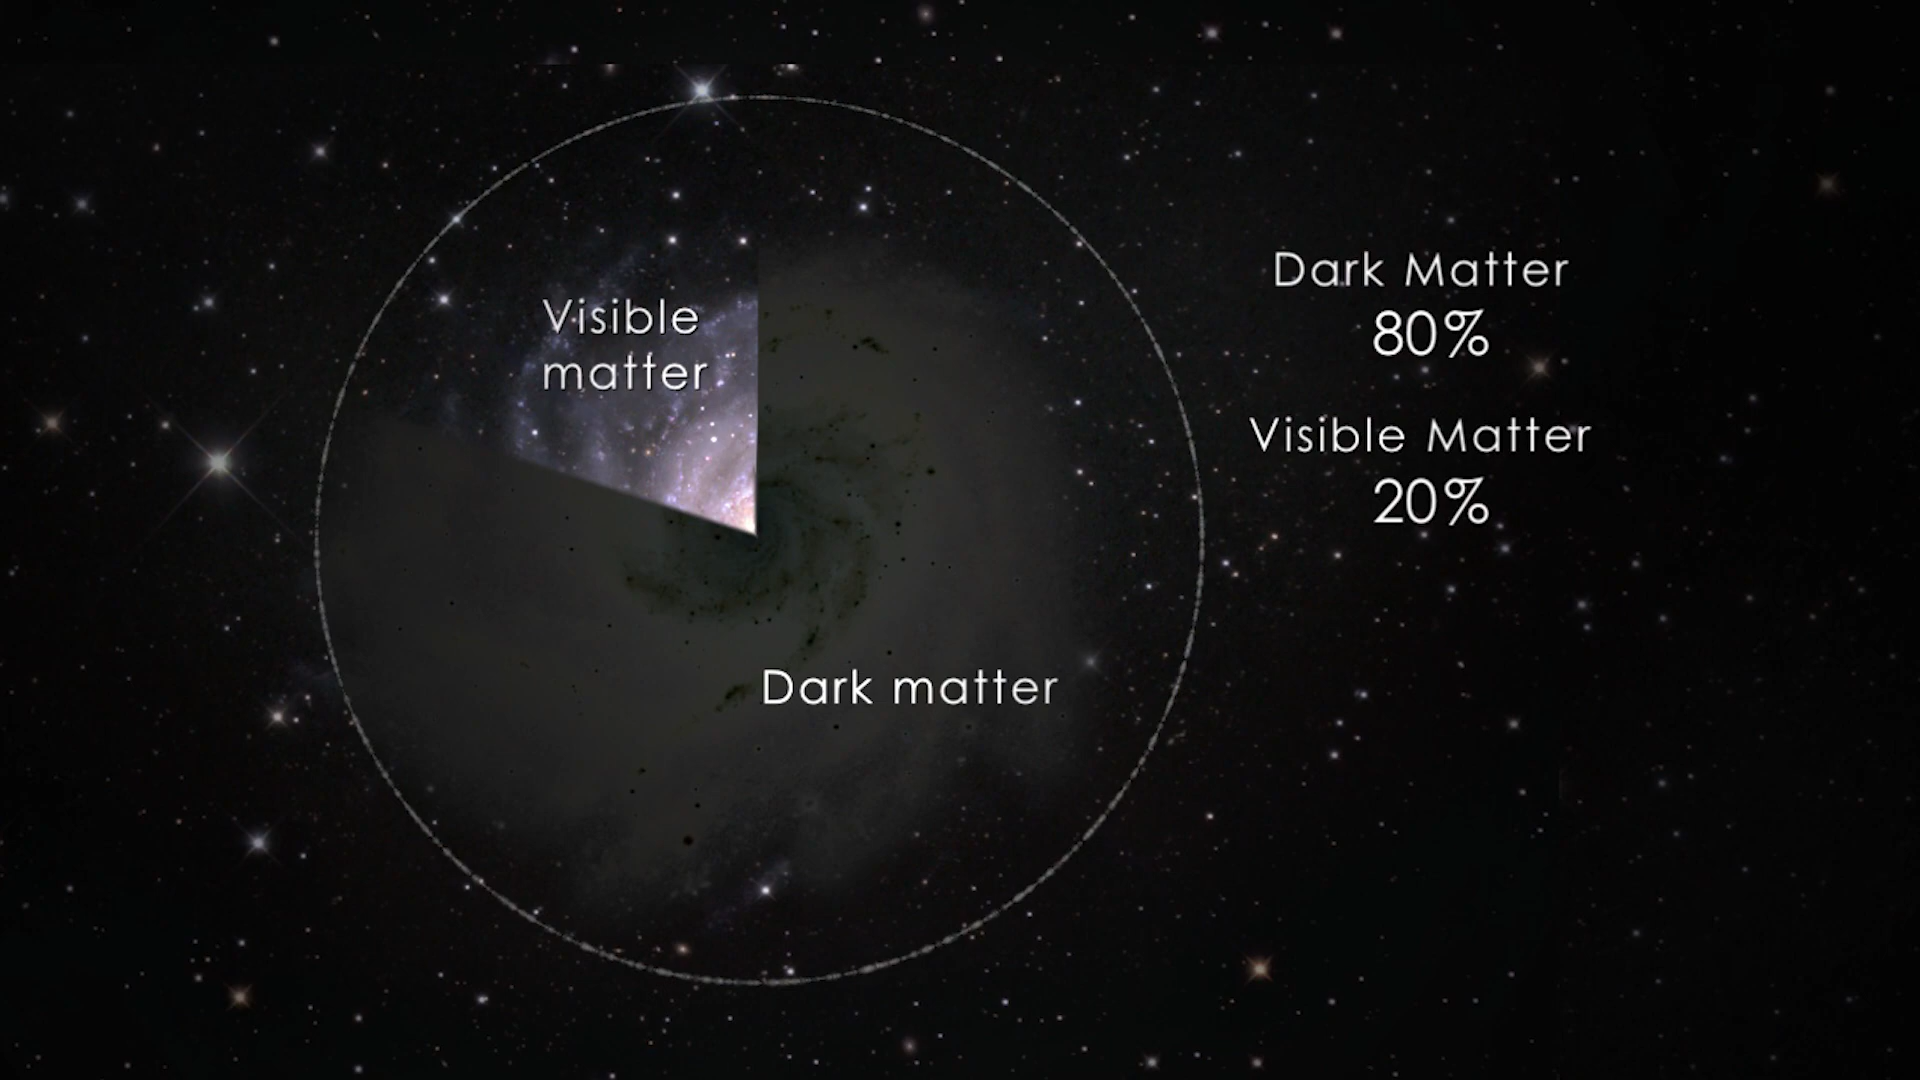 Visible
matter
Dark matter
Dark Matter
80%
Visible Matter
20%